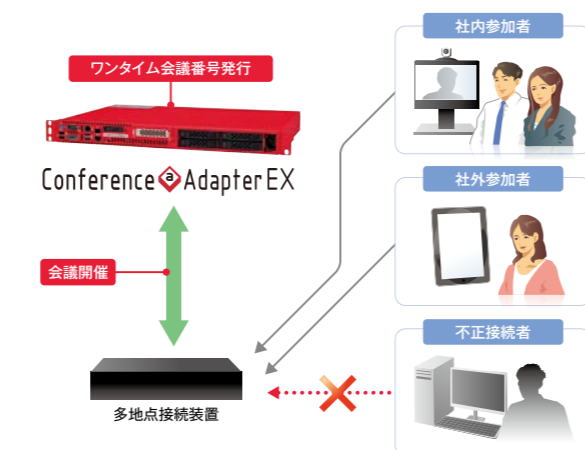 ワンタイム会議番号発行
Conference a Adapter EX
会議開催
多地点接続装置
社内参加者
社外参加者
不正接続者